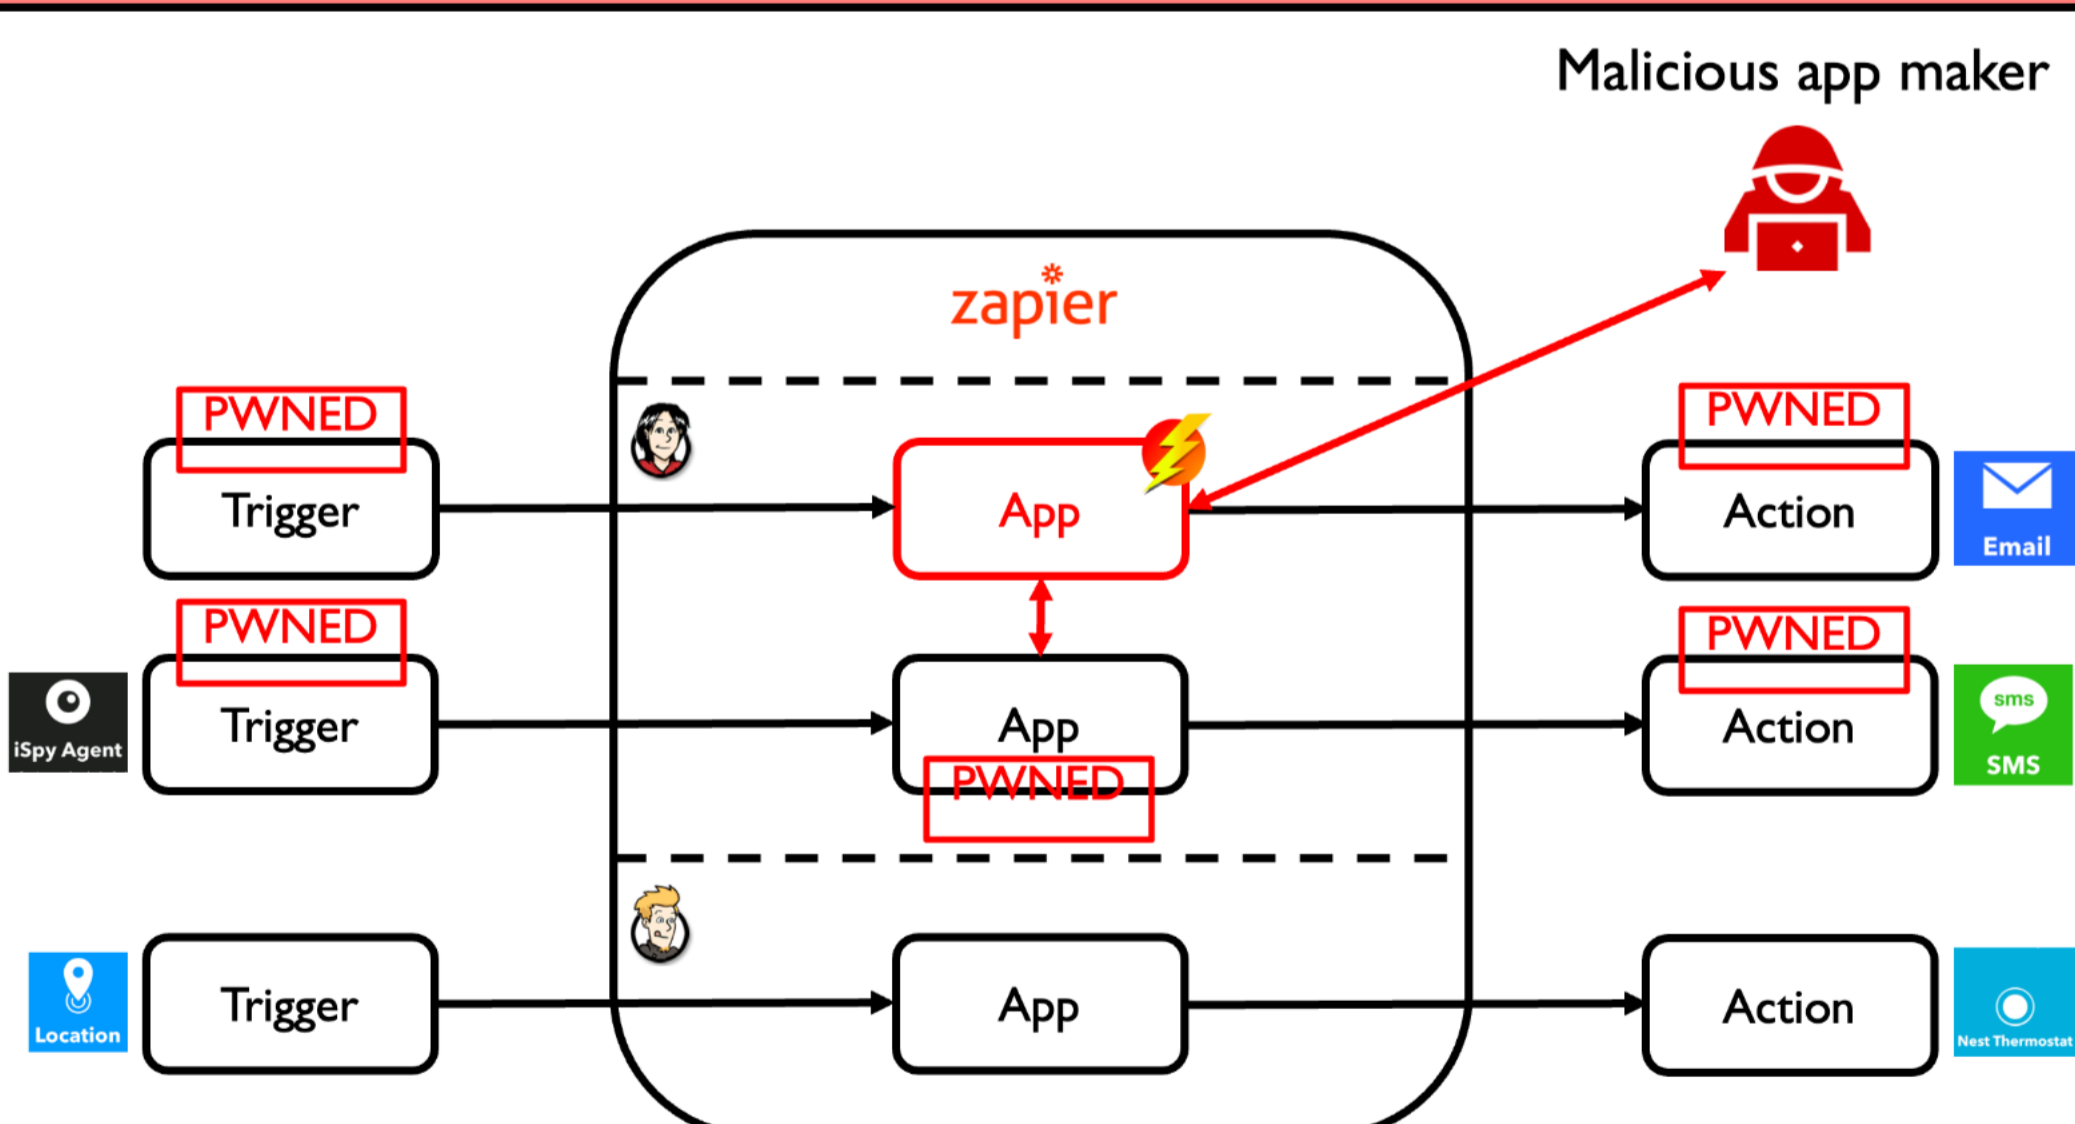 Malicious app maker
zapier
PWNED
PWNED
Trigger
App
Action
Email
PWNED
PWNED
iSpy Agent
Trigger
App
Action
sms
SMS
PWNED
Location
Trigger
App
Action
Nest Thermostat